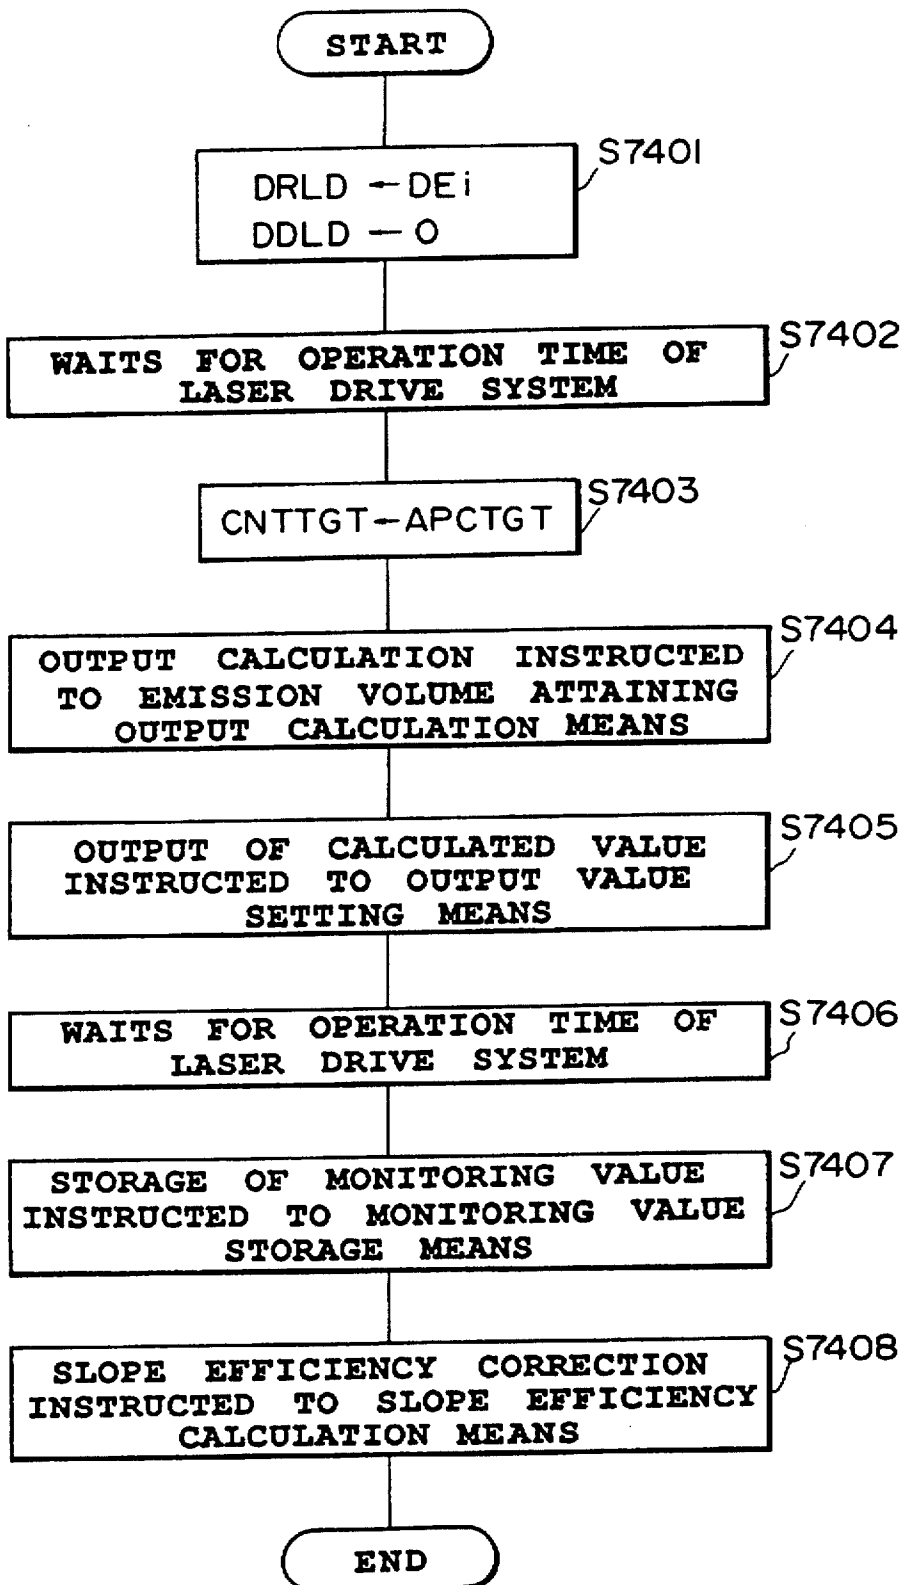 START
S7401
DRLD ← DEi
DDLD ← 0
S7402
WAITS FOR OPERATION TIME OF
LASER DRIVE SYSTEM
S7403
CNTTGT ← APCTGT
S7404
OUTPUT CALCULATION INSTRUCTED
TO EMISSION VOLUME ATTAINING
OUTPUT CALCULATION MEANS
S7405
OUTPUT OF CALCULATED VALUE
INSTRUCTED TO OUTPUT VALUE
SETTING MEANS
S7406
WAITS FOR OPERATION TIME OF
LASER DRIVE SYSTEM
S7407
STORAGE OF MONITORING VALUE
INSTRUCTED TO MONITORING VALUE
STORAGE MEANS
S7408
SLOPE EFFICIENCY CORRECTION
INSTRUCTED TO SLOPE EFFICIENCY
CALCULATION MEANS
END